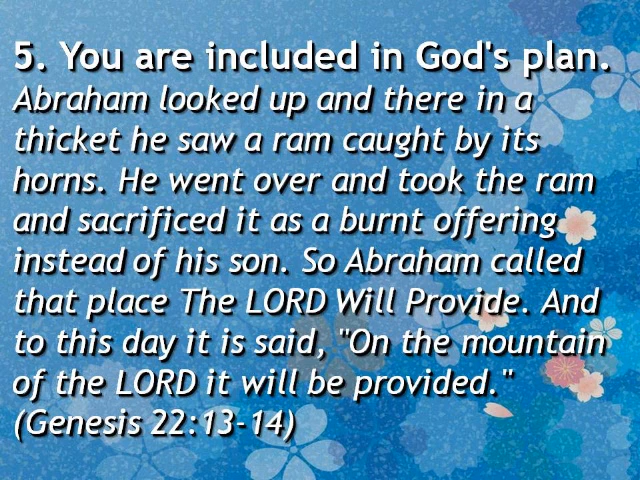 5. You are included in God's plan.
Abraham looked up and there in a
thicket he saw a ram caught by its
horns. He went over and took the ram
and sacrificed it as a burnt offering
instead of his son. So Abraham called
that place The LORD Will Provide. And
to this day it is said, "On the mountain
of the LORD it will be provided."
(Genesis 22:13-14)